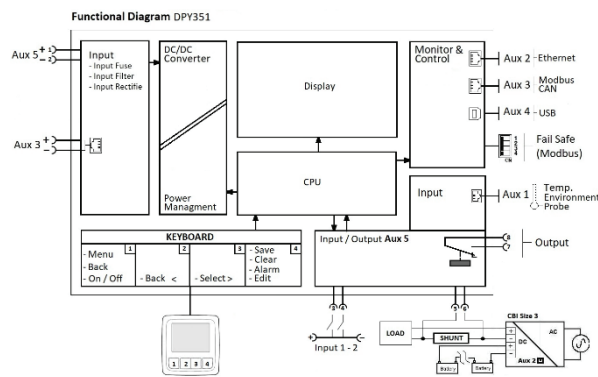 Functional Diagram DPY351
Aux 5 + 1
- 2
Input
- Input Fuse
- Input Filter
- Input Rectifie
DC/DC
Converter
Display
Monitor &
Control
Aux 2 - Ethernet
Aux 3 Modbus
CAN
Aux 4 - USB
Aux 3 +
-
Fail Safe
(Modbus)
CPU
Power
Managment
Input
Aux 1
Temp.
Environment
Probe
KEYBOARD
- Menu 1
- Back
- On / Off
2
- Back <
3
- Select >
- Save 4
- Clear
- Alarm
- Edit
Input / Output Aux 5
8
7
Output
1 2 3 4
Input 1 - 2
LOAD
SHUNT
Battery
Battery
CBI Size 3
+
-
+
-
DC
AC
Aux 2